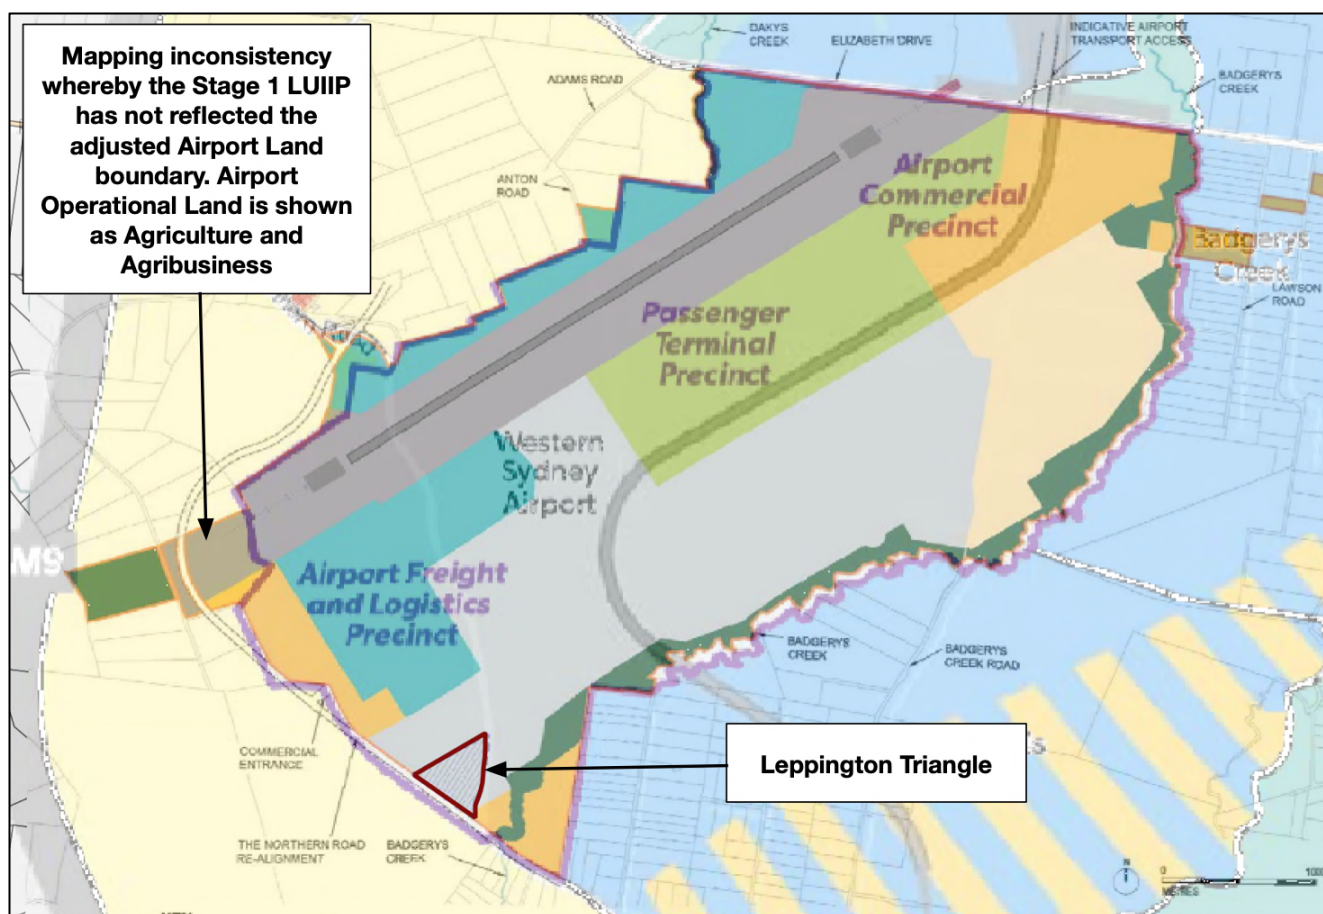 Mapping inconsistency
whereby the Stage 1 LUIIP
has not reflected the
adjusted Airport Land
boundary. Airport
Operational Land is shown
as Agriculture and
Agribusiness
OAKYS
CREEK
ELIZABETH DRIVE
INDICATIVE AIRPORT
TRANSPORT ACCESS
BADGERYS
CREEK
ADAMS ROAD
ANTON
ROAD
Airport
Commercial
Precinct
Badgerys
Creek
LAWSON
ROAD
Passenger
Terminal
Precinct
ROAD
Western
Sydney
Airport
M9
Airport Freight
and Logistics
Precinct
BADGERYS
CREEK
BADGERYS
CREEK ROAD
COMMERCIAL
ENTRANCE
Leppington Triangle
THE NORTHERN ROAD
RE-ALIGNMENT
BADGERYS
CREEK
N
0
1000
METRES